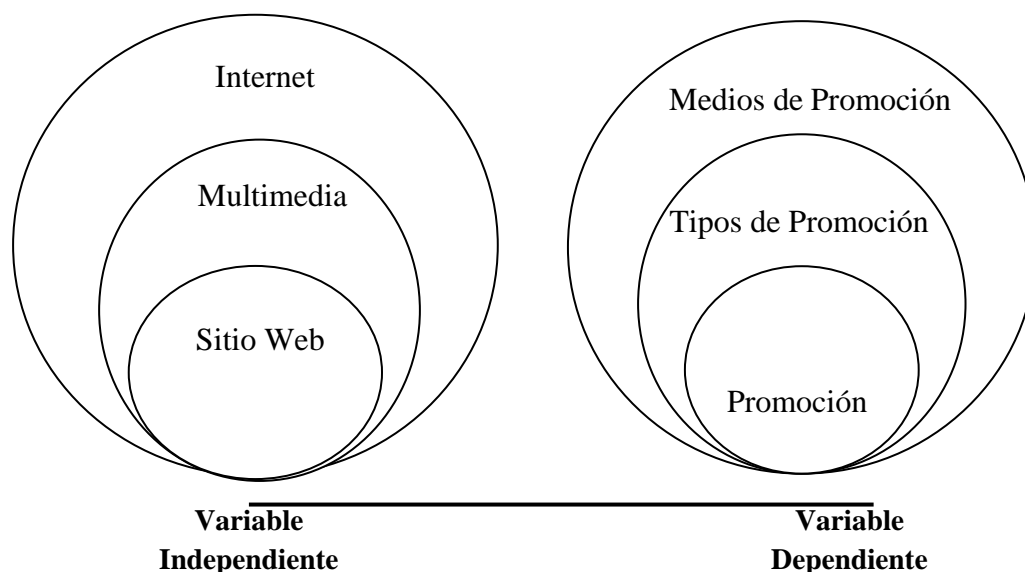 Internet
Multimedia
Sitio Web
Variable
Independiente
Medios de Promoción
Tipos de Promoción
Promoción
Variable
Dependiente